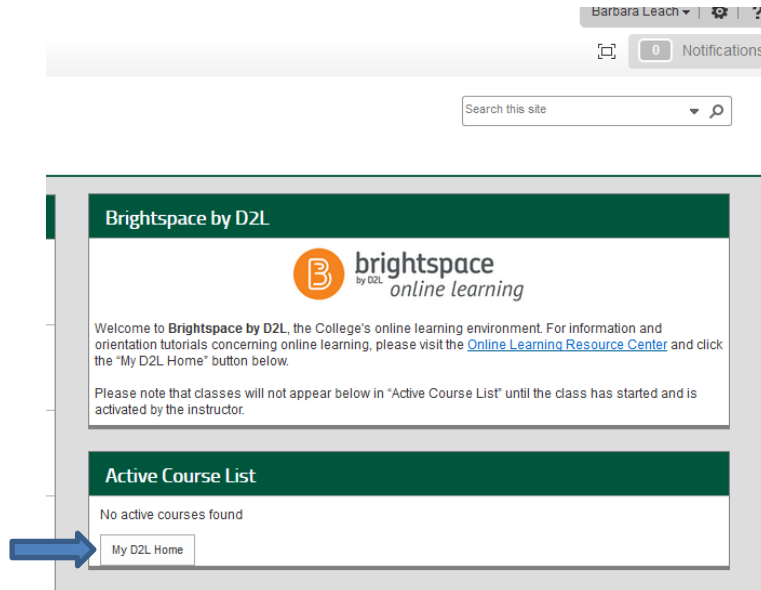 Barbara Leach
0 Notifications
Search this site
Brightspace by D2L
brightspace
by D2L
online learning
Welcome to Brightspace by D2L, the College's online learning environment. For information and
orientation tutorials concerning online learning, please visit the Online Learning Resource Center and click
the "My D2L Home" button below.
Please note that classes will not appear below in "Active Course List" until the class has started and is
activated by the instructor.
Active Course List
No active courses found
My D2L Home